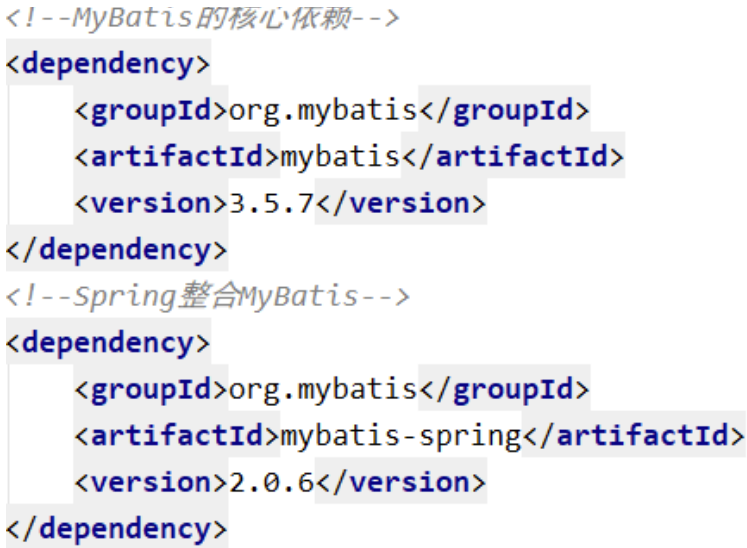 <!--MyBatis的核心依赖-->
<dependency>
    <groupId>org.mybatis</groupId>
    <artifactId>mybatis</artifactId>
    <version>3.5.7</version>
</dependency>
<!--Spring整合MyBatis-->
<dependency>
    <groupId>org.mybatis</groupId>
    <artifactId>mybatis-spring</artifactId>
    <version>2.0.6</version>
</dependency>